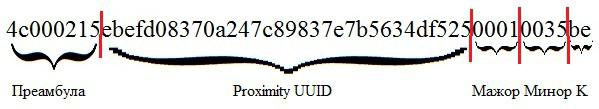 4c000215ebefd08370a247c89837e7b5634df52500010035be
Преамбула Proximity UUID Мажор Минор K